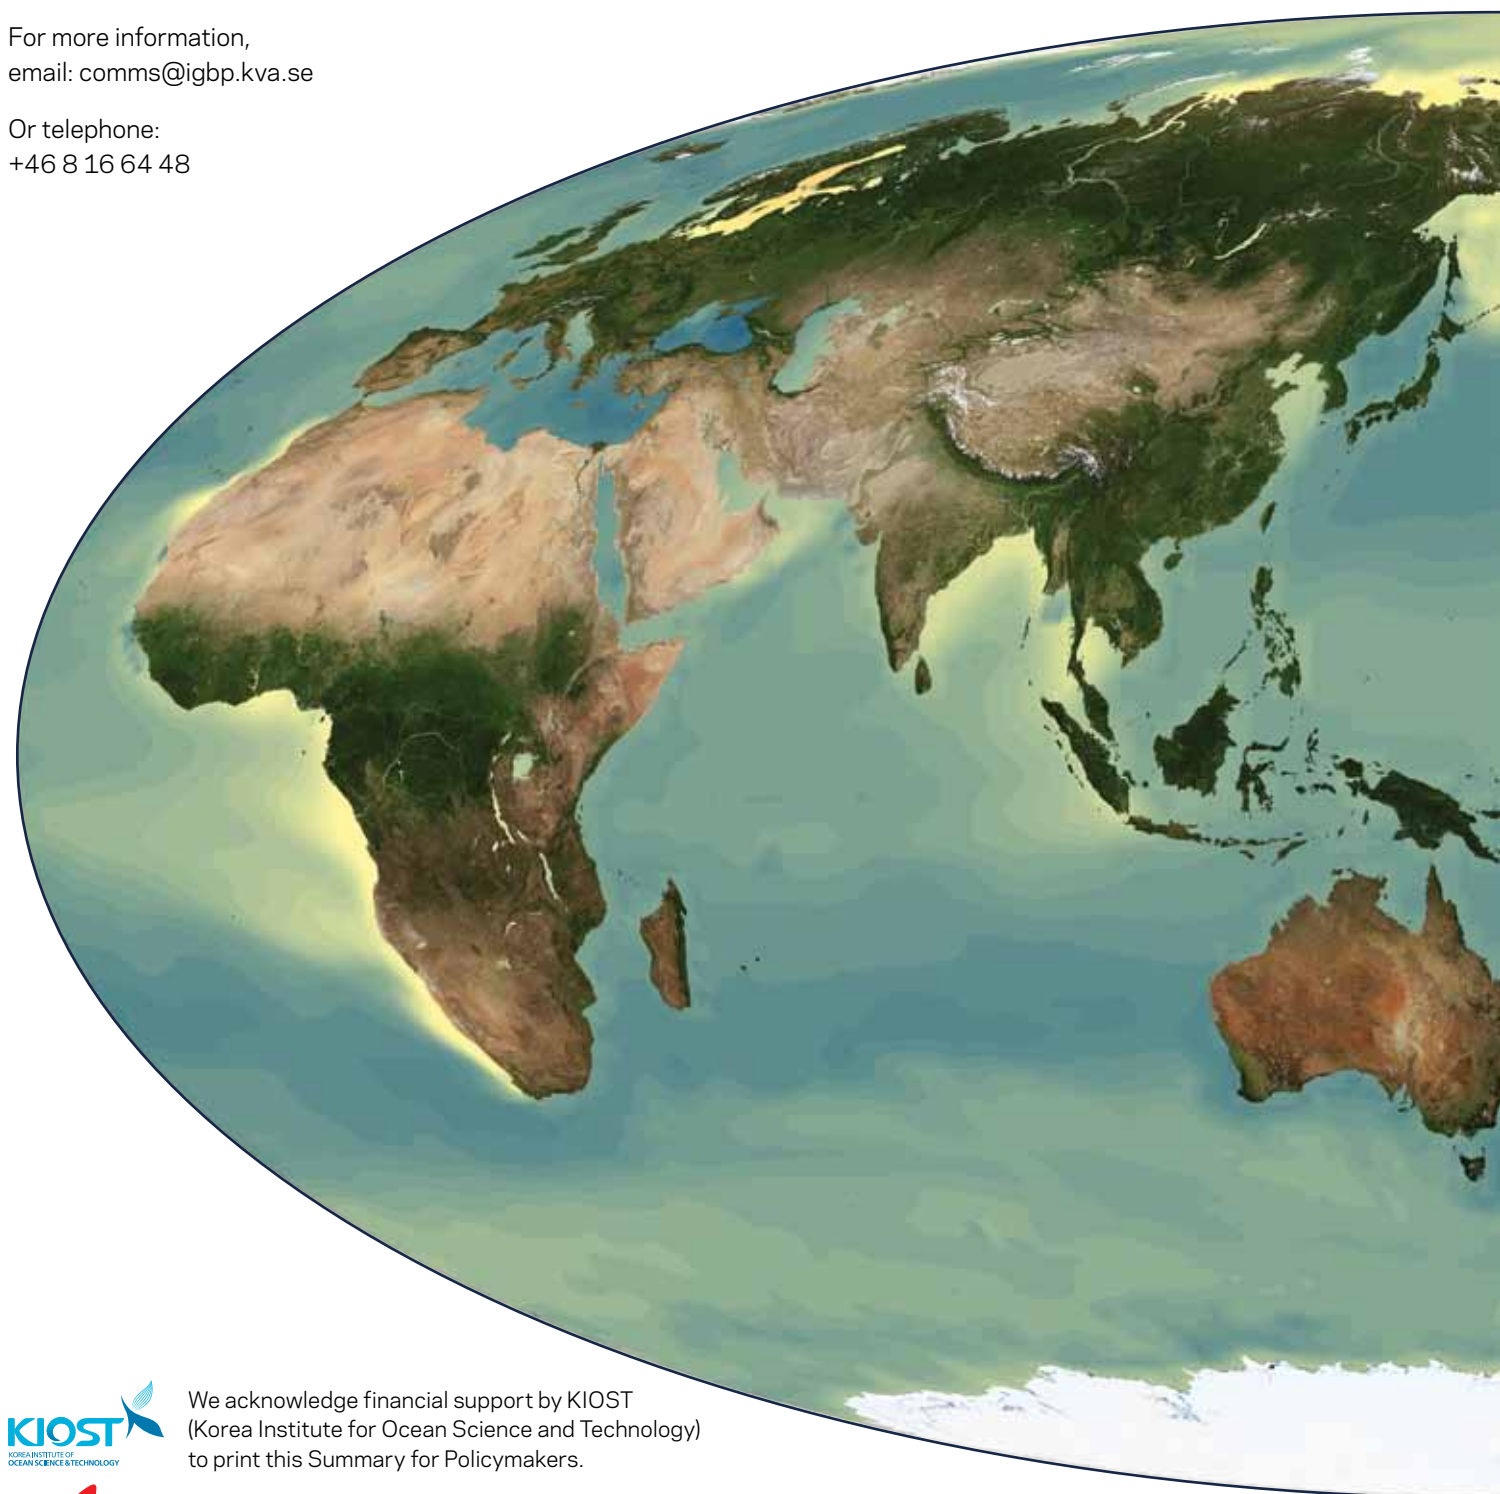 For more information,
email: comms@igbp.kva.se
Or telephone:
+46 8 16 64 48
KIOST
KOREA INSTITUTE OF
OCEAN SCIENCE & TECHNOLOGY
We acknowledge financial support by KIOST
(Korea Institute for Ocean Science and Technology)
to print this Summary for Policymakers.